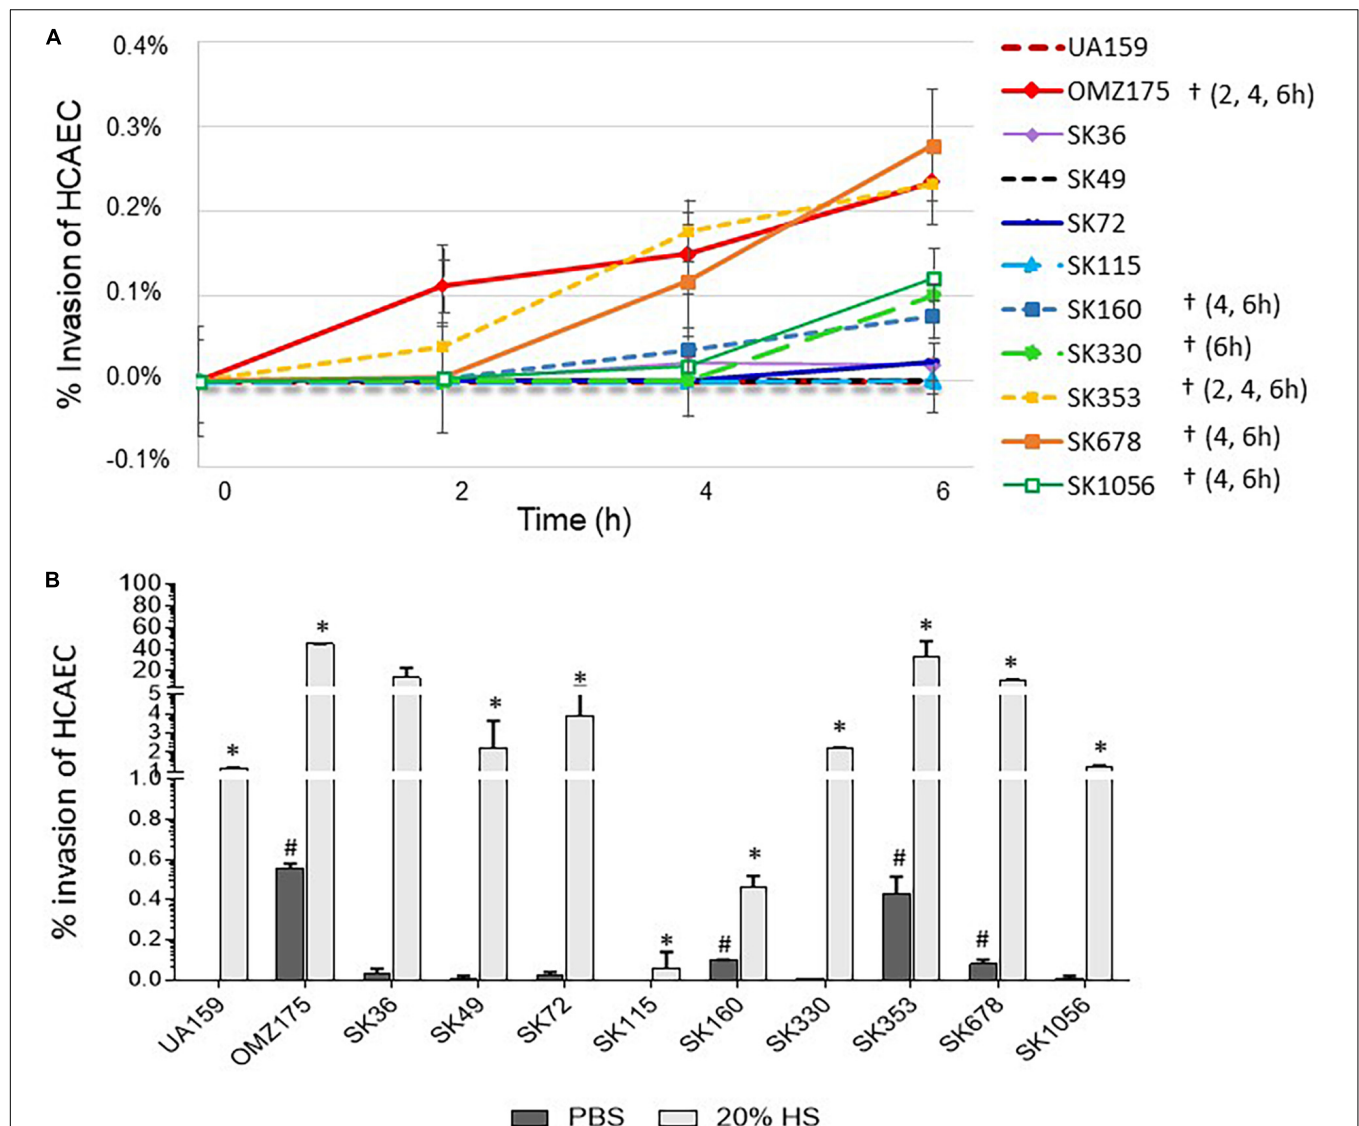 A
% Invasion of HCAEC
0.4%
0.3%
0.2%
0.1%
0.0%
-0.1%
0 2 4 6
Time (h)
UA159
OMZ175 † (2, 4, 6h)
SK36
SK49
SK72
SK115
SK160 † (4, 6h)
SK330 † (6h)
SK353 † (2, 4, 6h)
SK678 † (4, 6h)
SK1056 † (4, 6h)
B
% invasion of HCAEC
100
80
60
40
20
5
4
3
2
1
1.0
0.8
0.6
0.4
0.2
0.0
* # * * * * # * * # * # * *
UA159 OMZ175 SK36 SK49 SK72 SK115 SK160 SK330 SK353 SK678 SK1056
PBS 20% HS